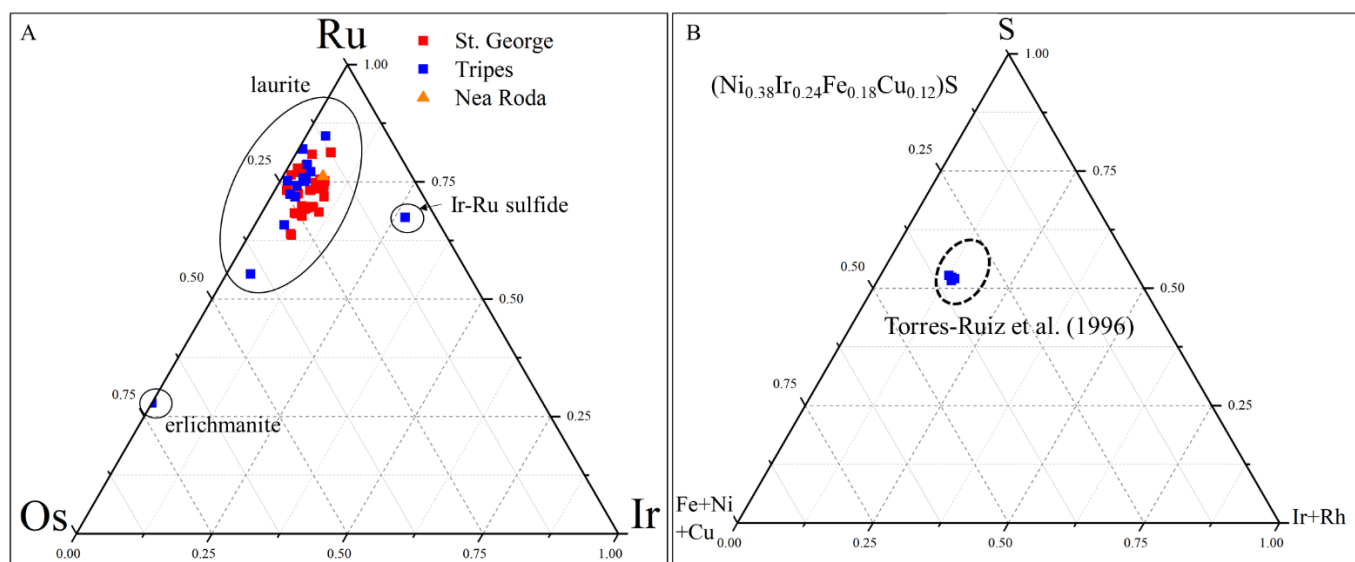 A
Ru
St. George
Tripes
Nea Roda
laurite
1.00
0.25
0.75
Ir-Ru sulfide
0.50
0.50
0.75
erlichmanite
0.25
Os
Ir
0.00
0.25
0.50
0.75
1.00
B
S
1.00
(Ni0.38Ir0.24Fe0.18Cu0.12)S
0.25
0.75
0.50
0.50
Torres-Ruiz et al. (1996)
0.75
0.25
Fe+Ni
+Cu
Ir+Rh
0.00
0.25
0.50
0.75
1.00